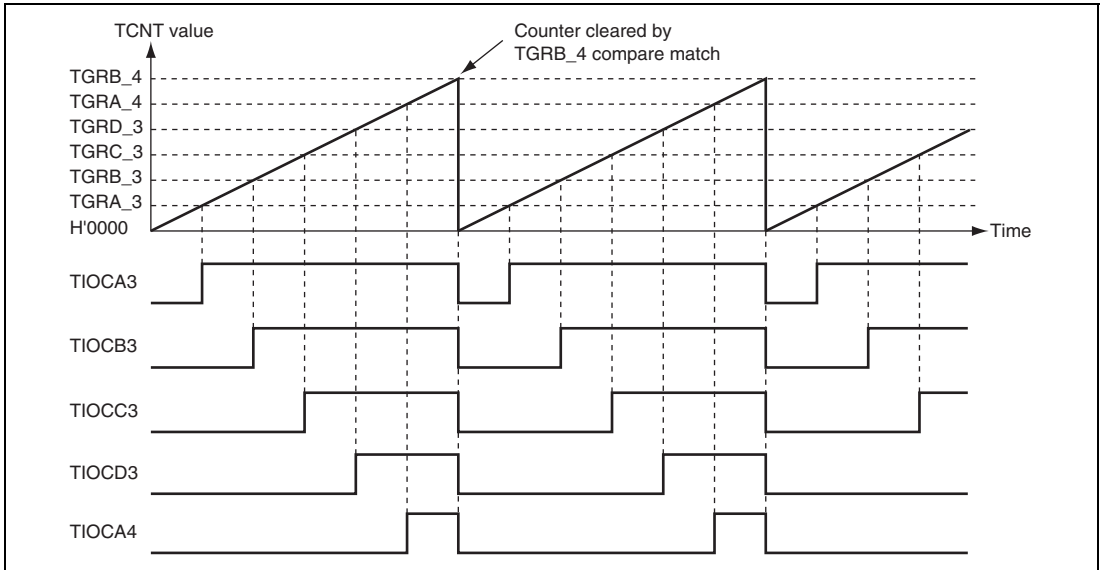 TCNT value
Counter cleared by
TGRB_4 compare match
TGRB_4
TGRA_4
TGRD_3
TGRC_3
TGRB_3
TGRA_3
H'0000
Time
TIOCA3
TIOCB3
TIOCC3
TIOCD3
TIOCA4